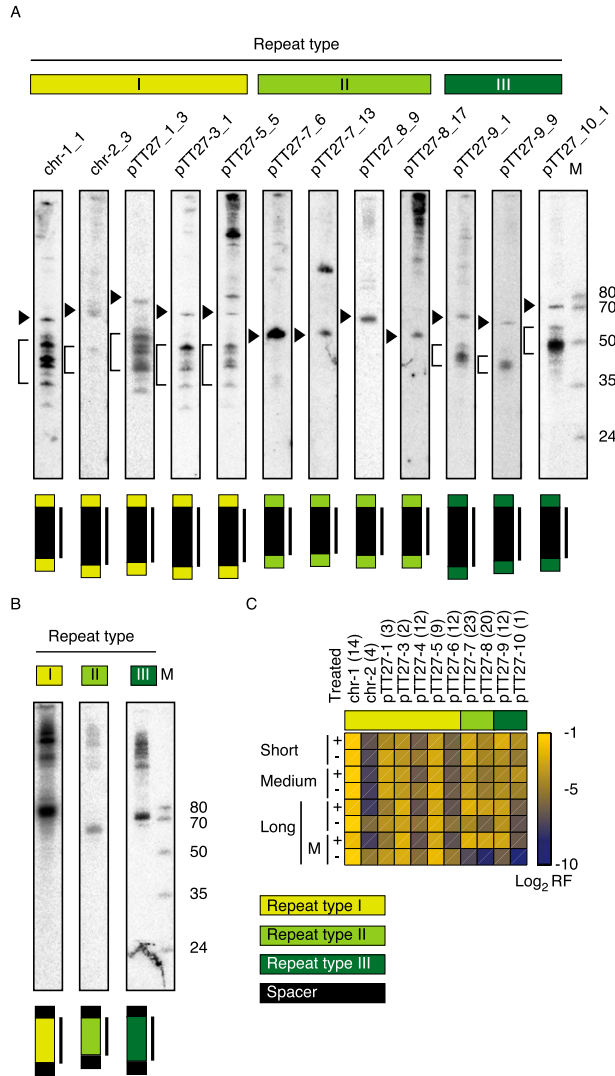 A
Repeat type
I II III
chr-1_1 chr-2_3 pTT27_1_3 pTT27-3_1 pTT27-5_5 pTT27-7_6 pTT27-7_13 pTT27_8_9 pTT27-8_17 pTT27-9_1 pTT27-9_9 pTT27_10_1 M
80
70
50
35
24
B
Repeat type
I II III M
80
70
50
35
24
C
Treated chr-1 (14) chr-2 (4) pTT27-1 (3) pTT27-3 (2) pTT27-4 (12) pTT27-5 (9) pTT27-6 (12) pTT27-7 (23) pTT27-8 (20) pTT27-9 (12) pTT27-10 (1)
Short + -
Medium + -
Long + -
M + -
-1
-5
-10
Log2 RF
Repeat type I
Repeat type II
Repeat type III
Spacer